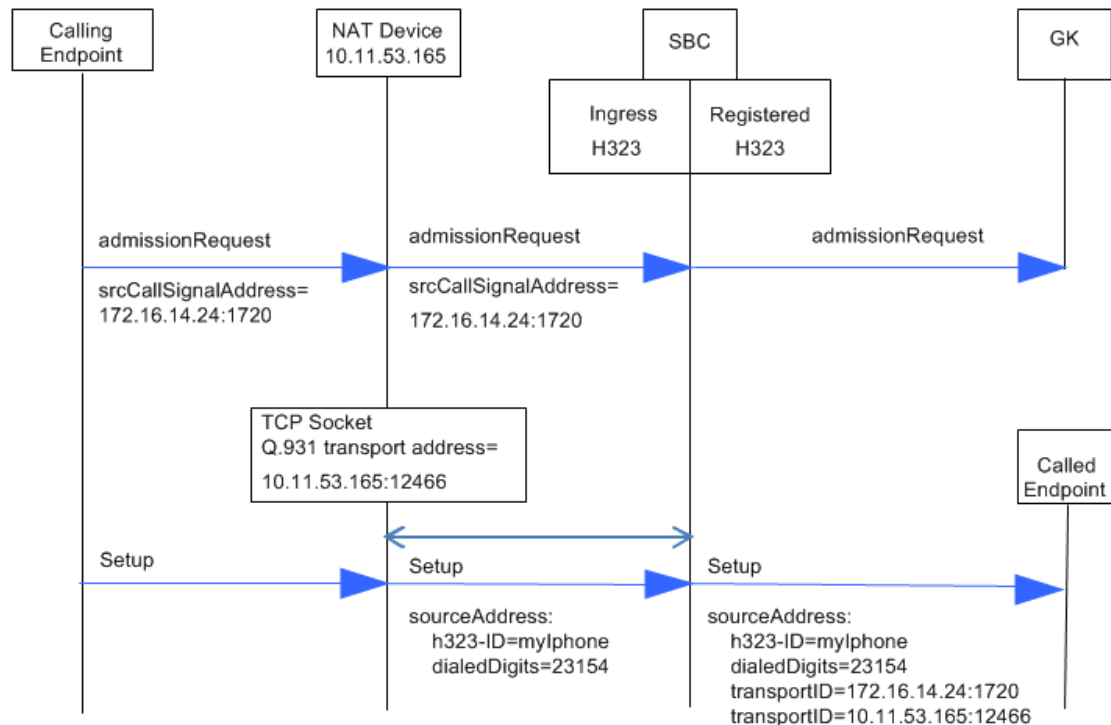 Calling
Endpoint
NAT Device
10.11.53.165
SBC
GK
Ingress
H323
Registered
H323
admissionRequest
admissionRequest
admissionRequest
srcCallSignalAddress=
172.16.14.24:1720
srcCallSignalAddress=
172.16.14.24:1720
TCP Socket
Q.931 transport address=
10.11.53.165:12466
Called
Endpoint
Setup
Setup
Setup
sourceAddress:
h323-ID=myIphone
dialedDigits=23154
sourceAddress:
h323-ID=myIphone
dialedDigits=23154
transportID=172.16.14.24:1720
transportID=10.11.53.165:12466